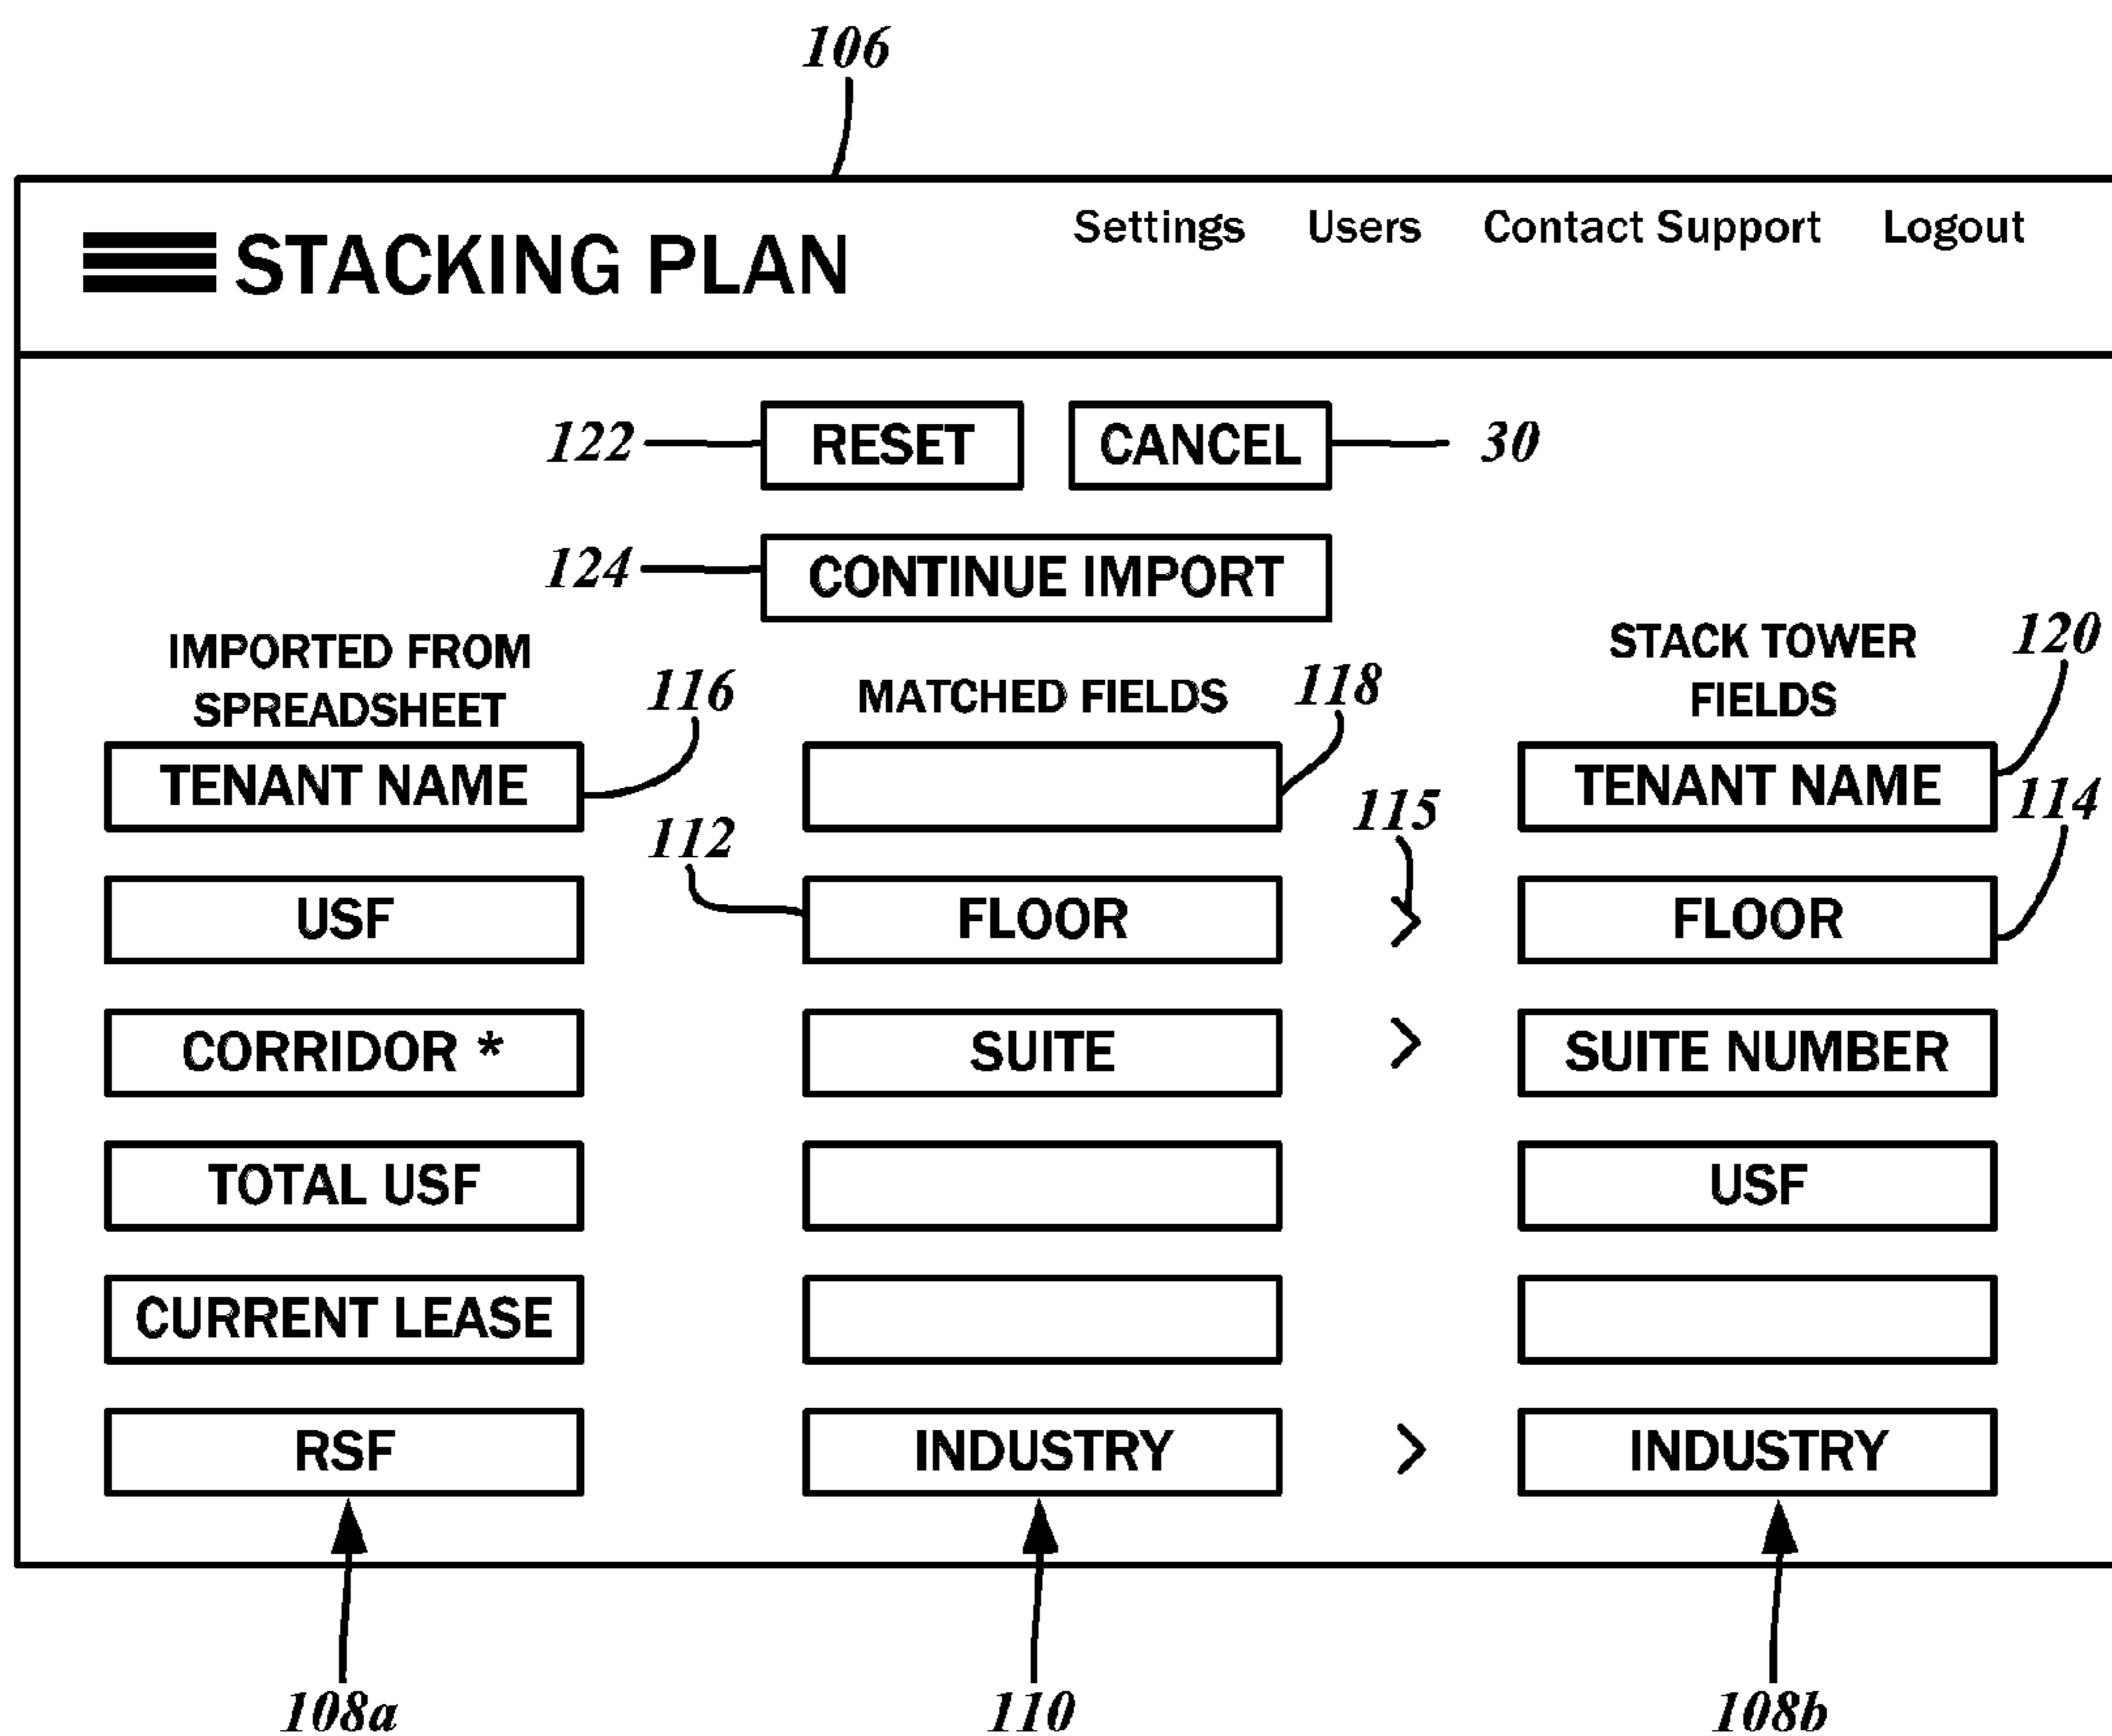 106
STACKING PLAN
Settings Users Contact Support Logout
122 RESET CANCEL 30
124 CONTINUE IMPORT
IMPORTED FROM
SPREADSHEET
116
MATCHED FIELDS
118
STACK TOWER
FIELDS
120
TENANT NAME
TENANT NAME
112
115
114
USF FLOOR > FLOOR
CORRIDOR * SUITE > SUITE NUMBER
TOTAL USF USF
CURRENT LEASE
RSF INDUSTRY > INDUSTRY
108a 110 108b